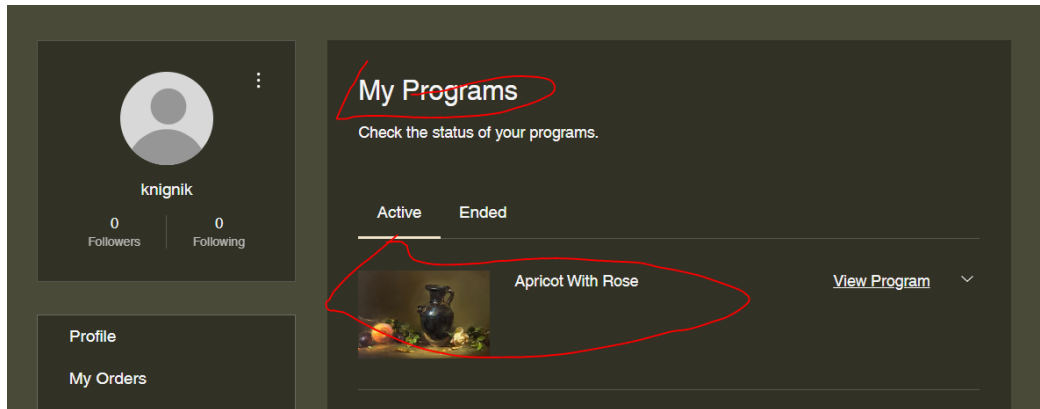 knignik
0 0
Followers Following
Profile
My Orders
My Programs
Check the status of your programs.
Active Ended
Apricot With Rose View Program